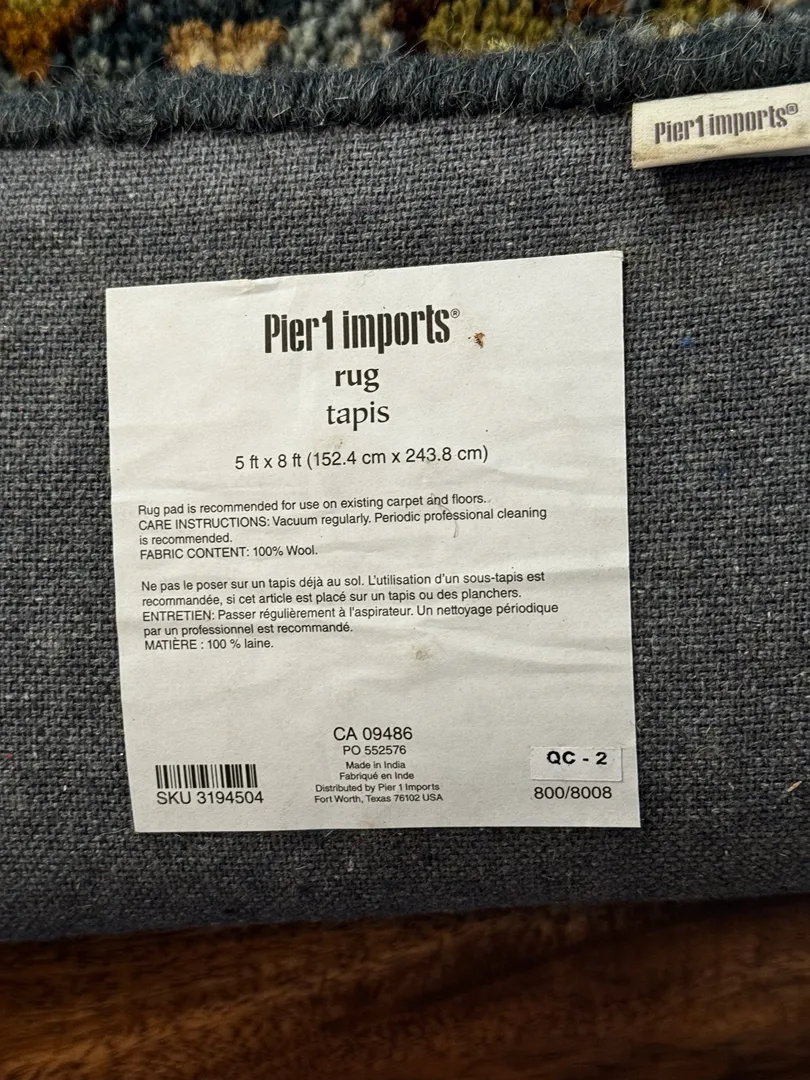 Pier1 imports®
Pier1 imports®
rug
tapis
5 ft x 8 ft (152.4 cm x 243.8 cm)
Rug pad is recommended for use on existing carpet and floors.
CARE INSTRUCTIONS: Vacuum regularly. Periodic professional cleaning
is recommended.
FABRIC CONTENT: 100% Wool.
Ne pas le poser sur un tapis déjà au sol. L'utilisation d'un sous-tapis est
recommandée, si cet article est placé sur un tapis ou des planchers.
ENTRETIEN: Passer régulièrement à l'aspirateur. Un nettoyage périodique
par un professionnel est recommandé.
MATIÈRE : 100 % laine.
CA 09486
PO 552576
Made in India
Fabriqué en Inde
Distributed by Pier 1 Imports
Fort Worth, Texas 76102 USA
SKU 3194504
QC - 2
800/8008